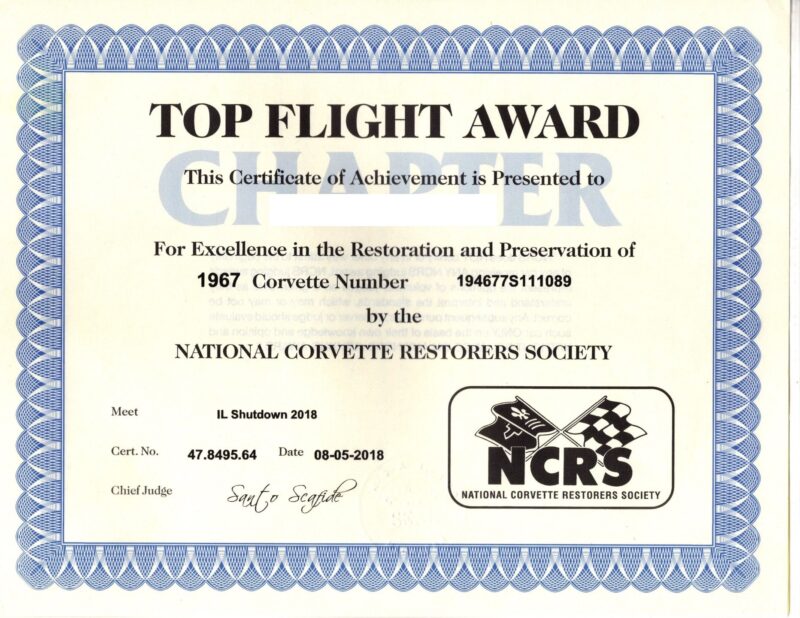 TOP FLIGHT AWARD
CHAPTER
This Certificate of Achievement is Presented to
For Excellence in the Restoration and Preservation of
1967 Corvette Number 194677S111089
by the
NATIONAL CORVETTE RESTORERS SOCIETY
Meet IL Shutdown 2018
Cert. No. 47.8495.64 Date 08-05-2018
Chief Judge Santo Scafide
NCRS
NATIONAL CORVETTE RESTORERS SOCIETY